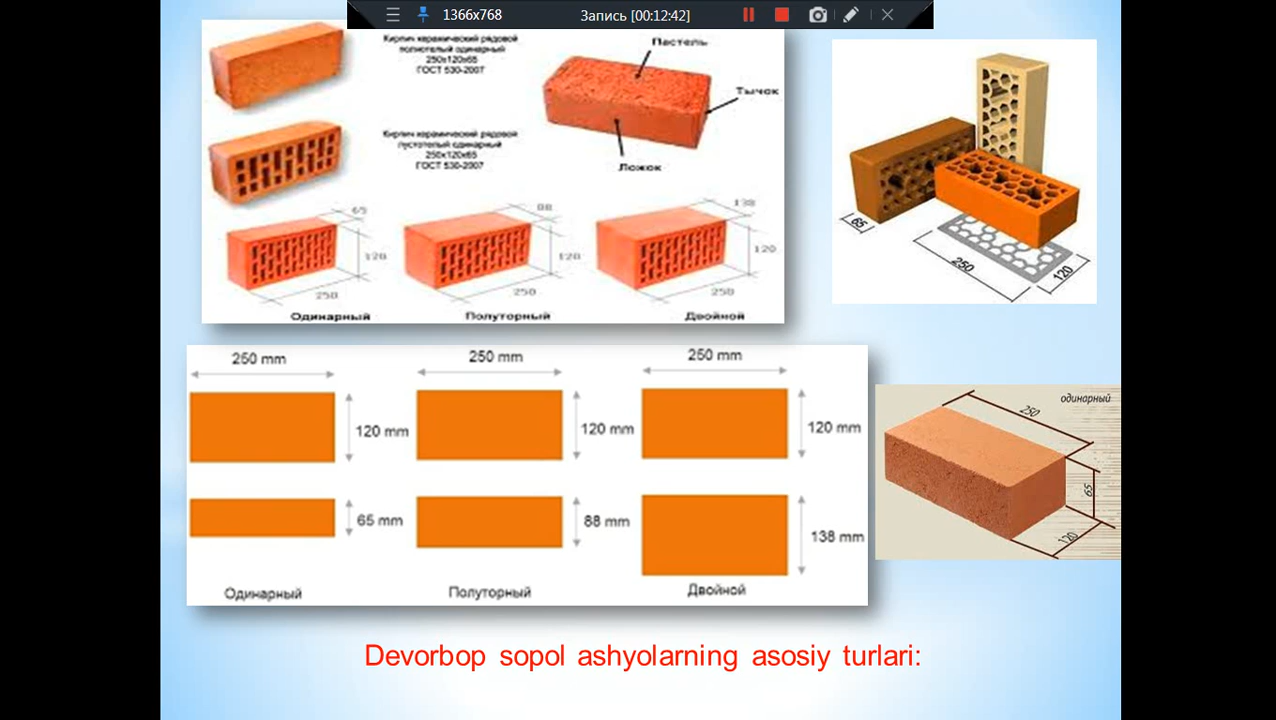 1366x768
Запись [00:12:42]
Кирпич керамический рядовой
полнотелый одинарный
250х120х65
ГОСТ 530-2007
Пастель
Тычок
Ложок
Кирпич керамический рядовой
пустотелый одинарный
250х120х65
ГОСТ 530-2007
65
120
250
Одинарный
88
120
250
Полуторный
138
120
250
Двойной
65
250
120
250 mm
250 mm
250 mm
120 mm
120 mm
120 mm
65 mm
88 mm
138 mm
Одинарный
Полуторный
Двойной
одинарный
250
65
120
Devorbop sopol ashyolarning asosiy turlari: